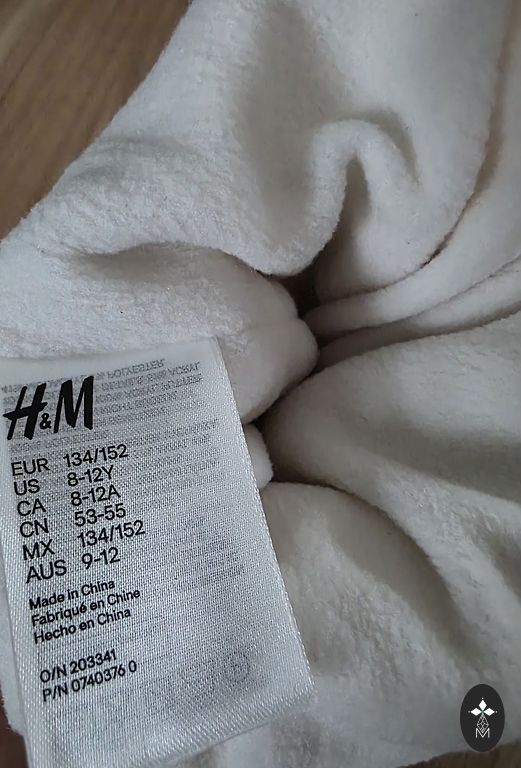 H&M
EUR 134/152
US 8-12Y
CA 8-12A
CN 53-55
MX 134/152
AUS 9-12
Made in China
Fabriqué en Chine
Hecho en China
O/N 203341
P/N 0740376 0
M